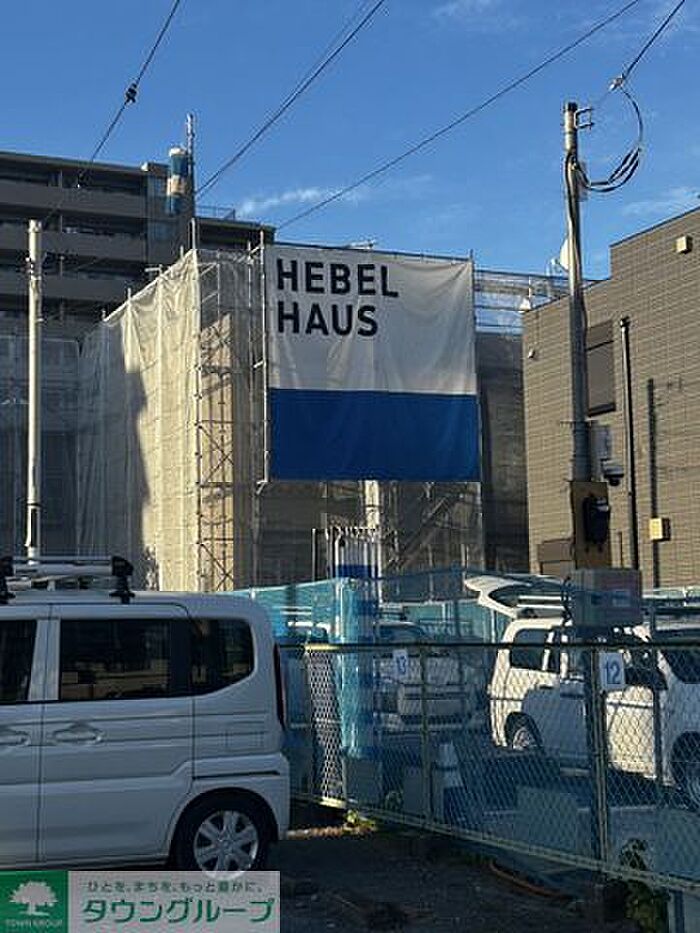 HEBEL
HAUS
13
12
ひとを、まちを、もっと豊かに。
タウングループ
TOWN GROUP